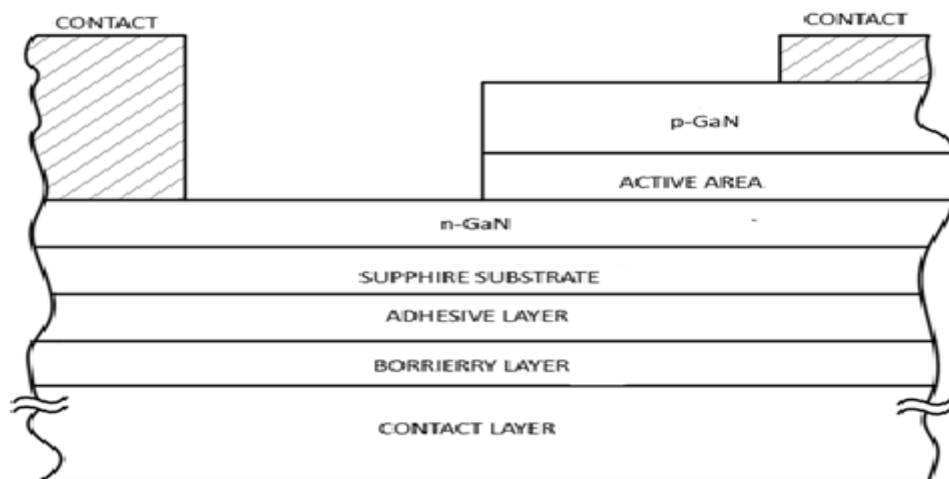 CONTACT
CONTACT
p-GaN
ACTIVE AREA
n-GaN
SUPPHIRE SUBSTRATE
ADHESIVE LAYER
BORRIERRY LAYER
CONTACT LAYER